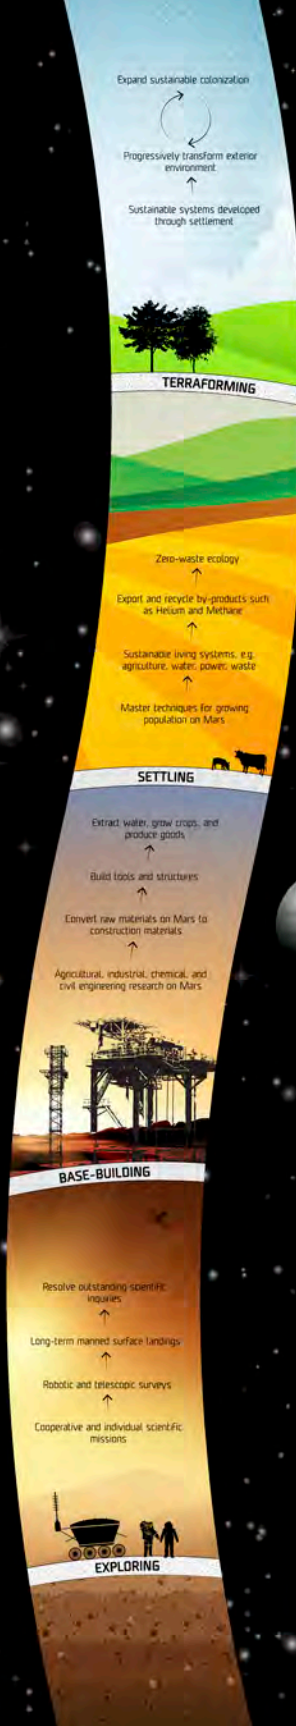 Expand sustainable colonization
Progressively transform exterior
environment
Sustainable systems developed
through settlement
TERRAFORMING
Zero-waste ecology
Export and recycle by-products such
as Helium and Methane
Sustainable living systems, e.g.
agriculture, water, power, waste
Master techniques for growing
population on Mars
SETTLING
Extract water, grow crops, and
produce goods
Build tools and structures
Convert raw materials on Mars to
construction materials
Agricultural, industrial, chemical, and
civil engineering research on Mars
BASE-BUILDING
Resolve outstanding scientific
inquiries
Long-term manned surface landings
Robotic and telescopic surveys
Cooperative and individual scientific
missions
EXPLORING